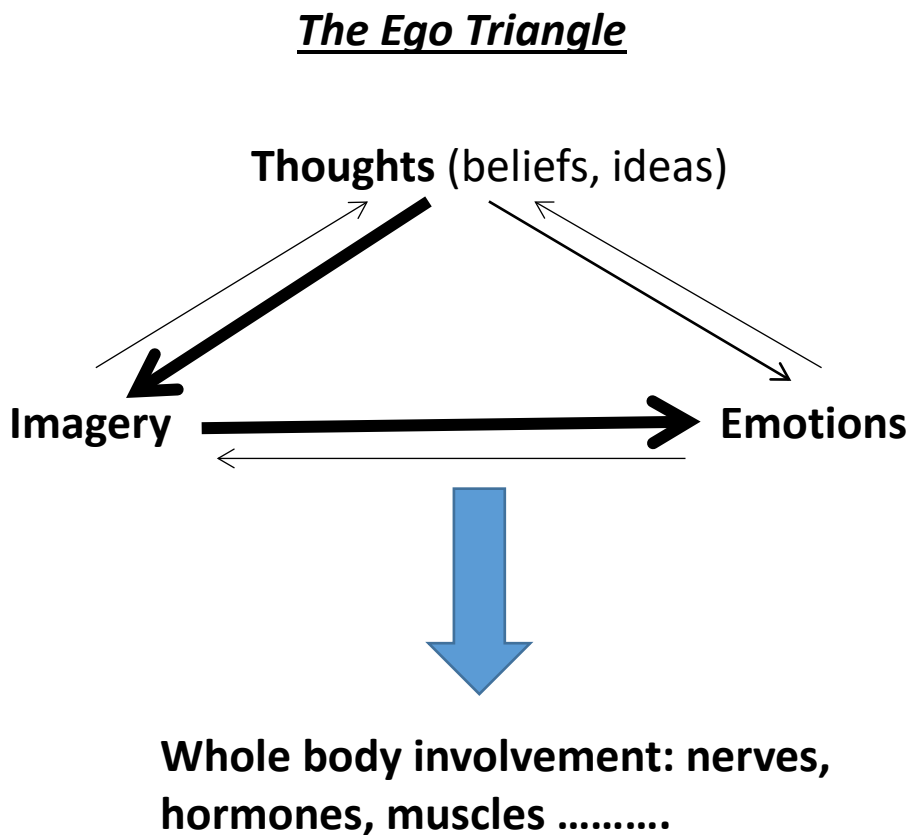 The Ego Triangle
Thoughts (beliefs, ideas)
Imagery
Emotions
Whole body involvement: nerves,
hormones, muscles ..........